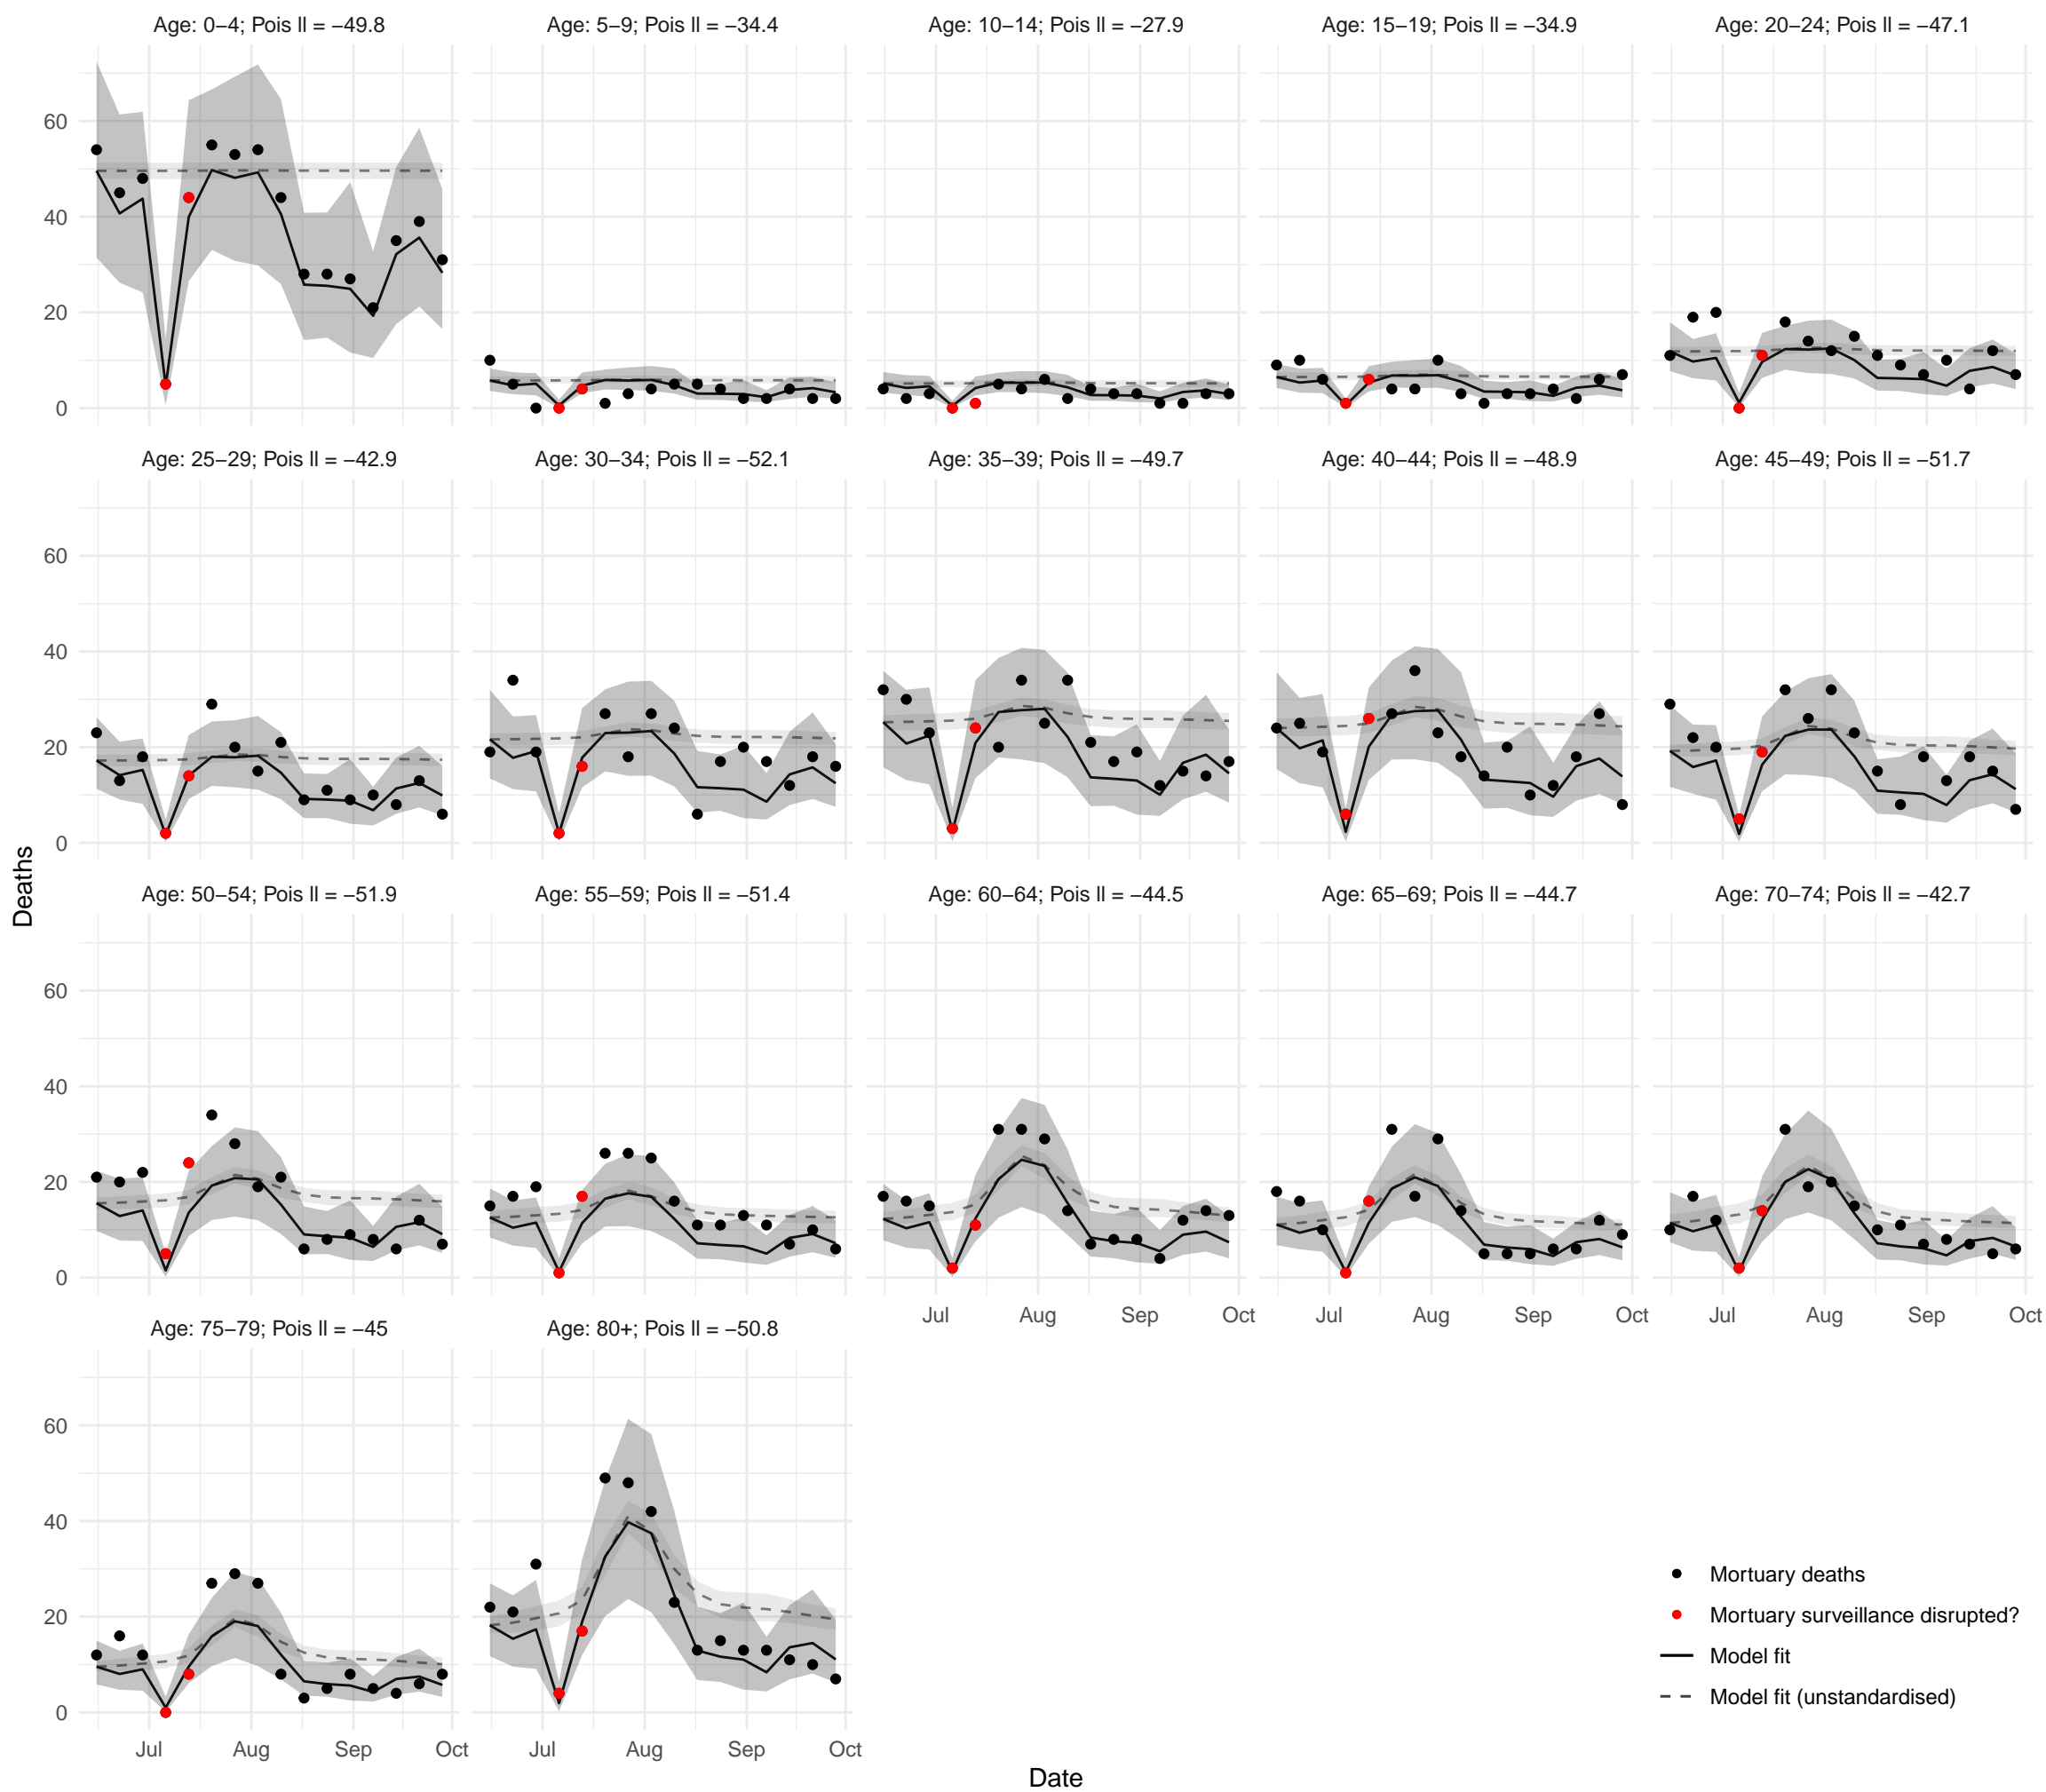 Age: 0−4; Pois ll = −49.8
Age: 5−9; Pois ll = −34.4
Age: 10−14; Pois ll = −27.9
Age: 15−19; Pois ll = −34.9
Age: 20−24; Pois ll = −47.1
60
40
20
0
Age: 25−29; Pois ll = −42.9
Age: 30−34; Pois ll = −52.1
Age: 35−39; Pois ll = −49.7
Age: 40−44; Pois ll = −48.9
Age: 45−49; Pois ll = −51.7
60
40
20
0
Deaths
Age: 50−54; Pois ll = −51.9
Age: 55−59; Pois ll = −51.4
Age: 60−64; Pois ll = −44.5
Age: 65−69; Pois ll = −44.7
Age: 70−74; Pois ll = −42.7
60
40
20
0
Jul Aug Sep Oct
Jul Aug Sep Oct
Jul Aug Sep Oct
Age: 75−79; Pois ll = −45
Age: 80+; Pois ll = −50.8
60
40
20
0
Jul Aug Sep Oct
Jul Aug Sep Oct
Mortuary deaths
Mortuary surveillance disrupted?
Model fit
Model fit (unstandardised)
Date